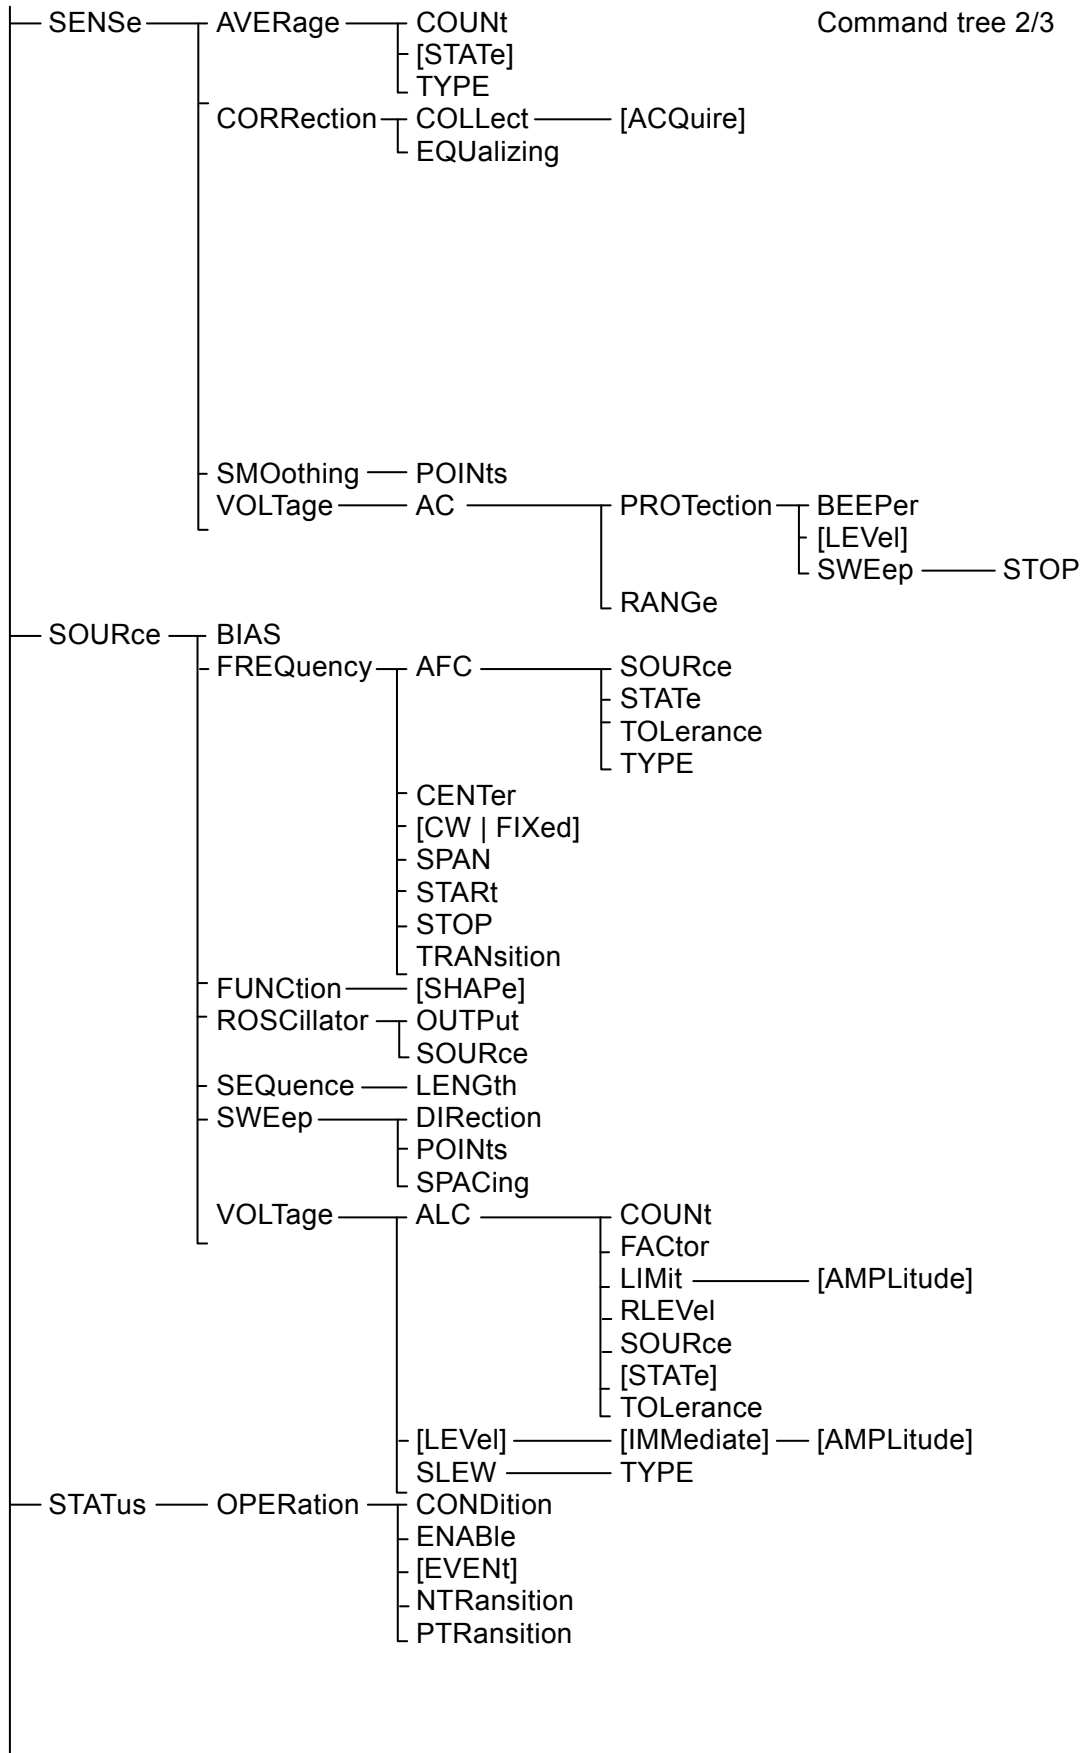 SENSe AVERage COUNt Command tree 2/3
[STATe]
TYPE
CORRection COLLect [ACQuire]
EQUalizing
SMOothing POINts
VOLTage AC PROTection BEEPer
[LEVel]
SWEep STOP
RANGe
SOURce BIAS
FREQuency AFC SOURce
STATe
TOLerance
TYPE
CENTer
[CW | FIXed]
SPAN
STARt
STOP
TRANsition
FUNCtion [SHAPe]
ROSCillator OUTPut
SOURce
SEQuence LENGth
SWEep DIRection
POINts
SPACing
VOLTage ALC COUNt
FACtor
LIMit [AMPLitude]
RLEVel
SOURce
[STATe]
TOLerance
[LEVel] [IMMediate] [AMPLitude]
SLEW TYPE
STATus OPERation CONDition
ENABle
[EVENt]
NTRansition
PTRansition